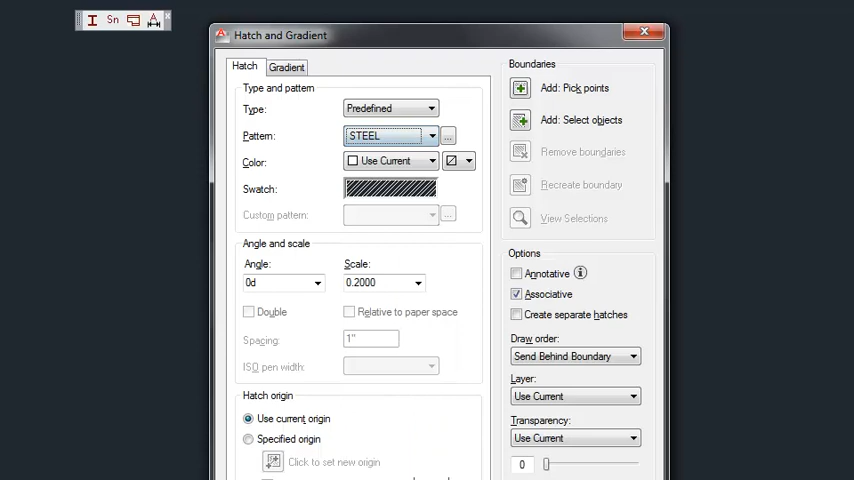 Sn
A
Hatch and Gradient
Hatch
Gradient
Type and pattern
Type:
Predefined
Pattern:
STEEL
...
Color:
Use Current
Swatch:
Custom pattern:
...
Angle and scale
Angle:
Scale:
0d
0.2000
Double
Relative to paper space
Spacing:
1"
ISO pen width:
Hatch origin
Use current origin
Specified origin
Click to set new origin
Boundaries
Add: Pick points
Add: Select objects
Remove boundaries
Recreate boundary
View Selections
Options
Annotative
Associative
Create separate hatches
Draw order:
Send Behind Boundary
Layer:
Use Current
Transparency:
Use Current
0